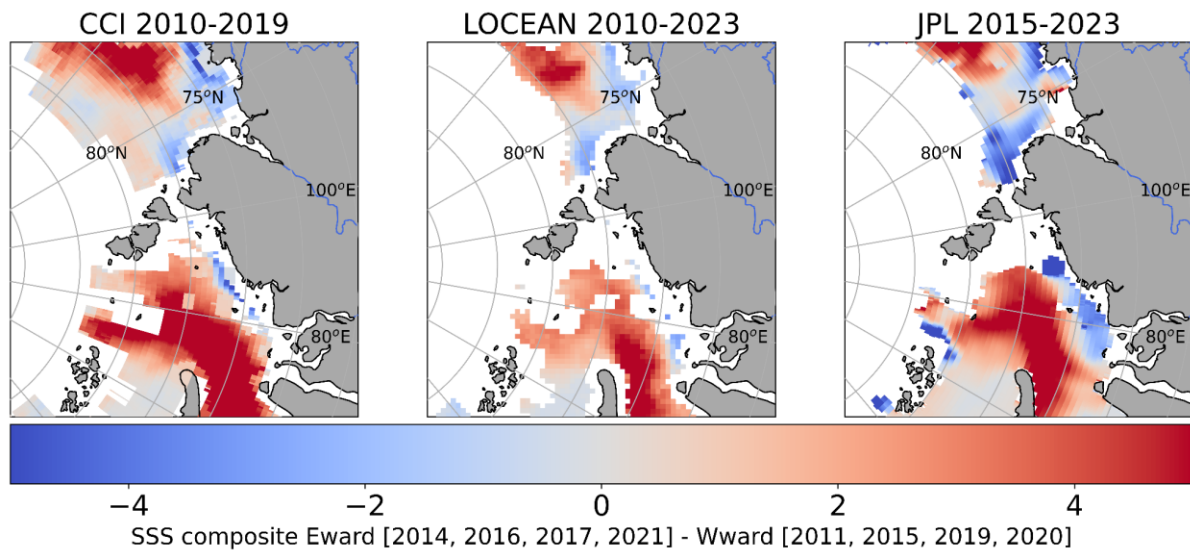 CCI 2010-2019 LOCEAN 2010-2023 JPL 2015-2023
75°N 75°N 75°N
80°N 80°N 80°N
100°E 100°E 100°E
80°E 80°E 80°E
−4 −2 0 2 4
SSS composite Eward [2014, 2016, 2017, 2021] - Wward [2011, 2015, 2019, 2020]